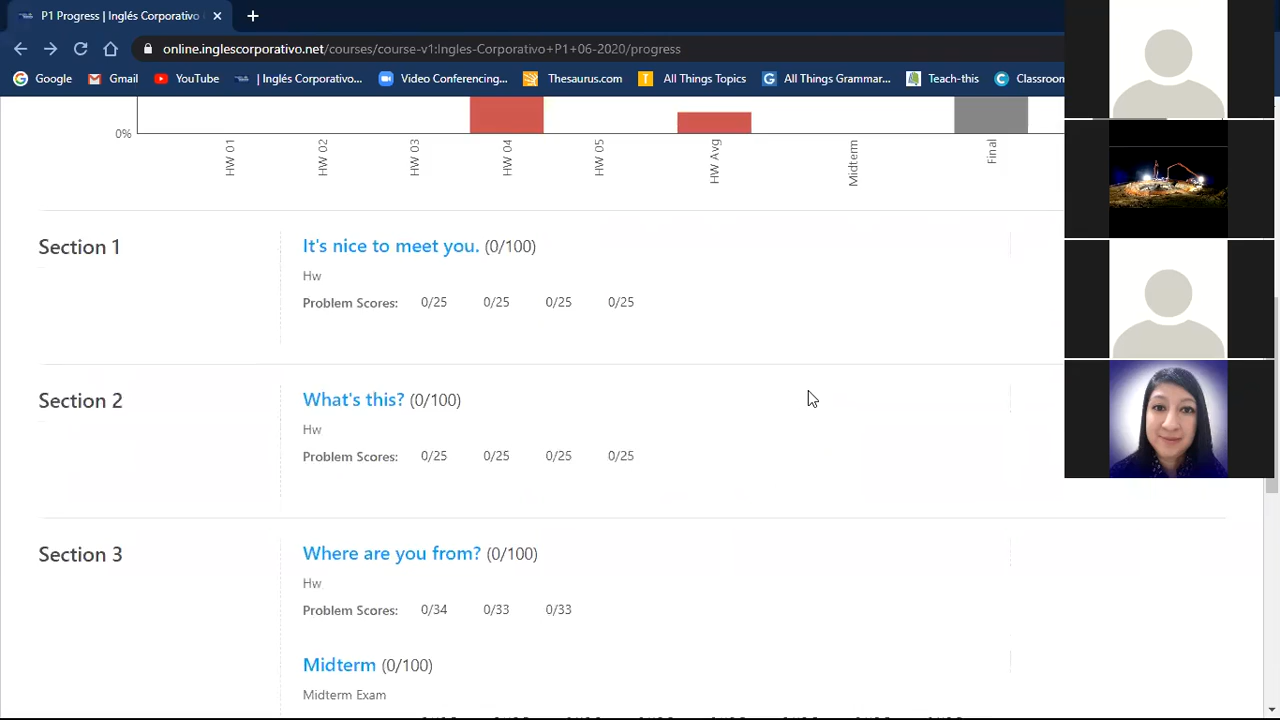 P1 Progress | Inglés Corporativo
online.inglescorporativo.net/courses/course-v1:Ingles-Corporativo+P1+06-2020/progress
Google Gmail YouTube | Inglés Corporativo... Video Conferencing... Thesaurus.com All Things Topics All Things Grammar... Teach-this Classroom
0%
HW 01 HW 02 HW 03 HW 04 HW 05 HW Avg Midterm Final
Section 1
It's nice to meet you. (0/100)
Hw
Problem Scores: 0/25 0/25 0/25 0/25
Section 2
What's this? (0/100)
Hw
Problem Scores: 0/25 0/25 0/25 0/25
Section 3
Where are you from? (0/100)
Hw
Problem Scores: 0/34 0/33 0/33
Midterm (0/100)
Midterm Exam